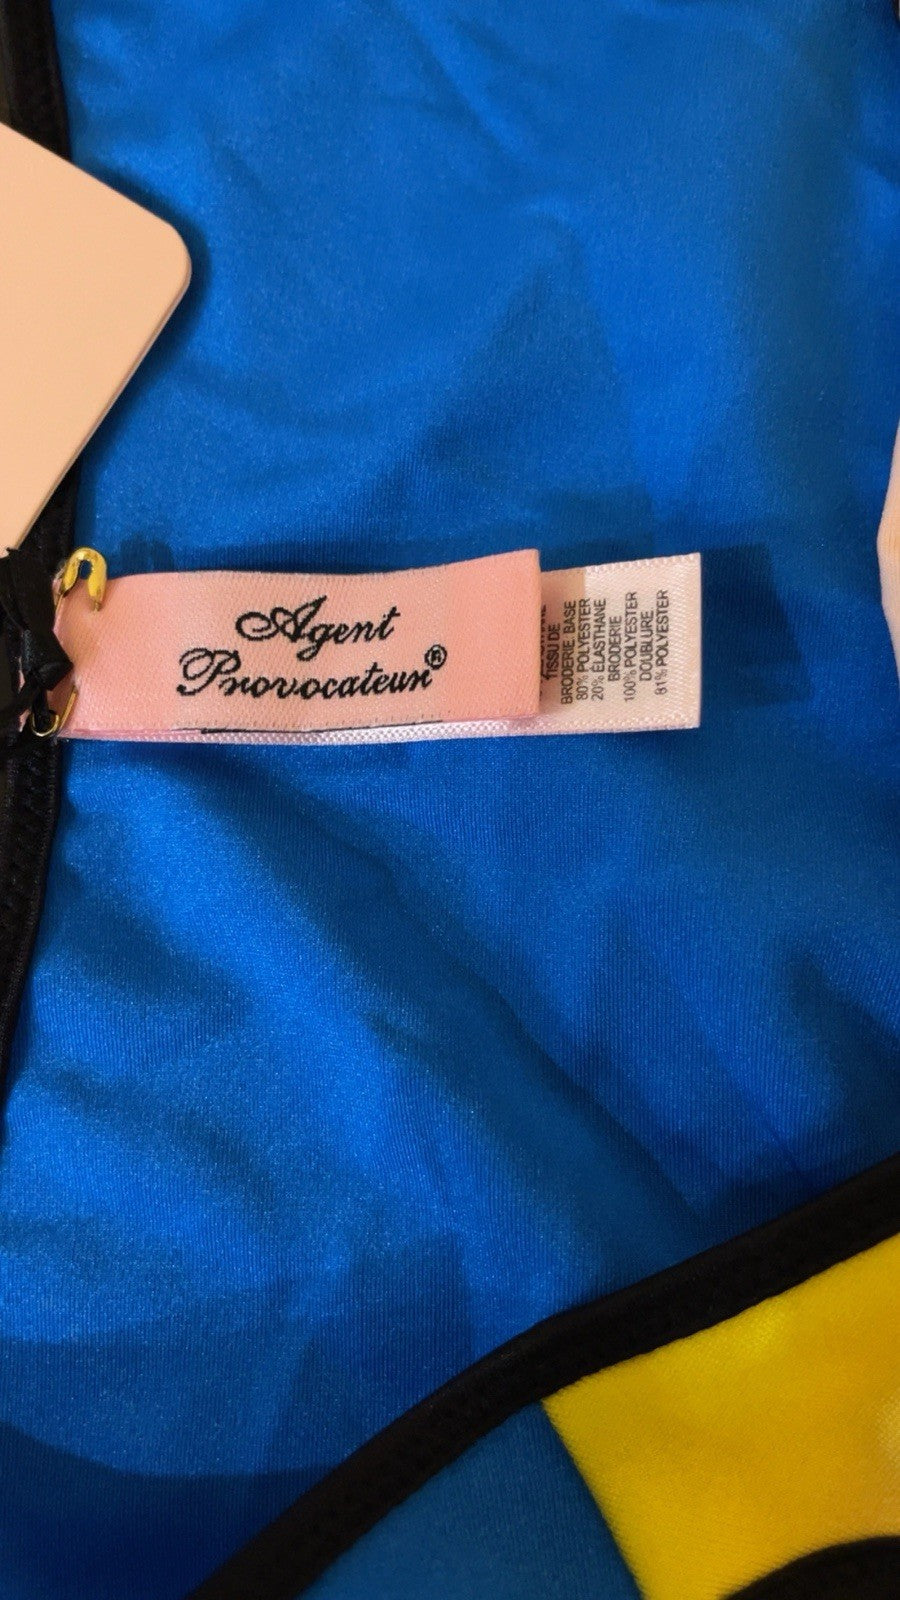 Agent
Provocateur®
TISSU DE
BRODERIE, BASE
80% POLYESTER
20% ÉLASTHANE
BRODERIE
100% POLYESTER
DOUBLURE
81% POLYESTER